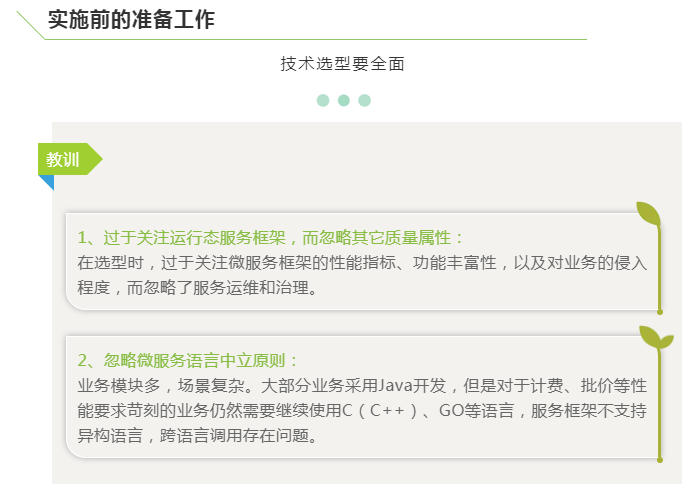 实施前的准备工作
技术选型要全面
教训
1、过于关注运行态服务框架，而忽略其它质量属性：
在选型时，过于关注微服务框架的性能指标、功能丰富性，以及对业务的侵入
程度，而忽略了服务运维和治理。
2、忽略微服务语言中立原则：
业务模块多，场景复杂。大部分业务采用Java开发，但是对于计费、批价等性
能要求苛刻的业务仍然需要继续使用C（C++）、GO等语言，服务框架不支持
异构语言，跨语言调用存在问题。